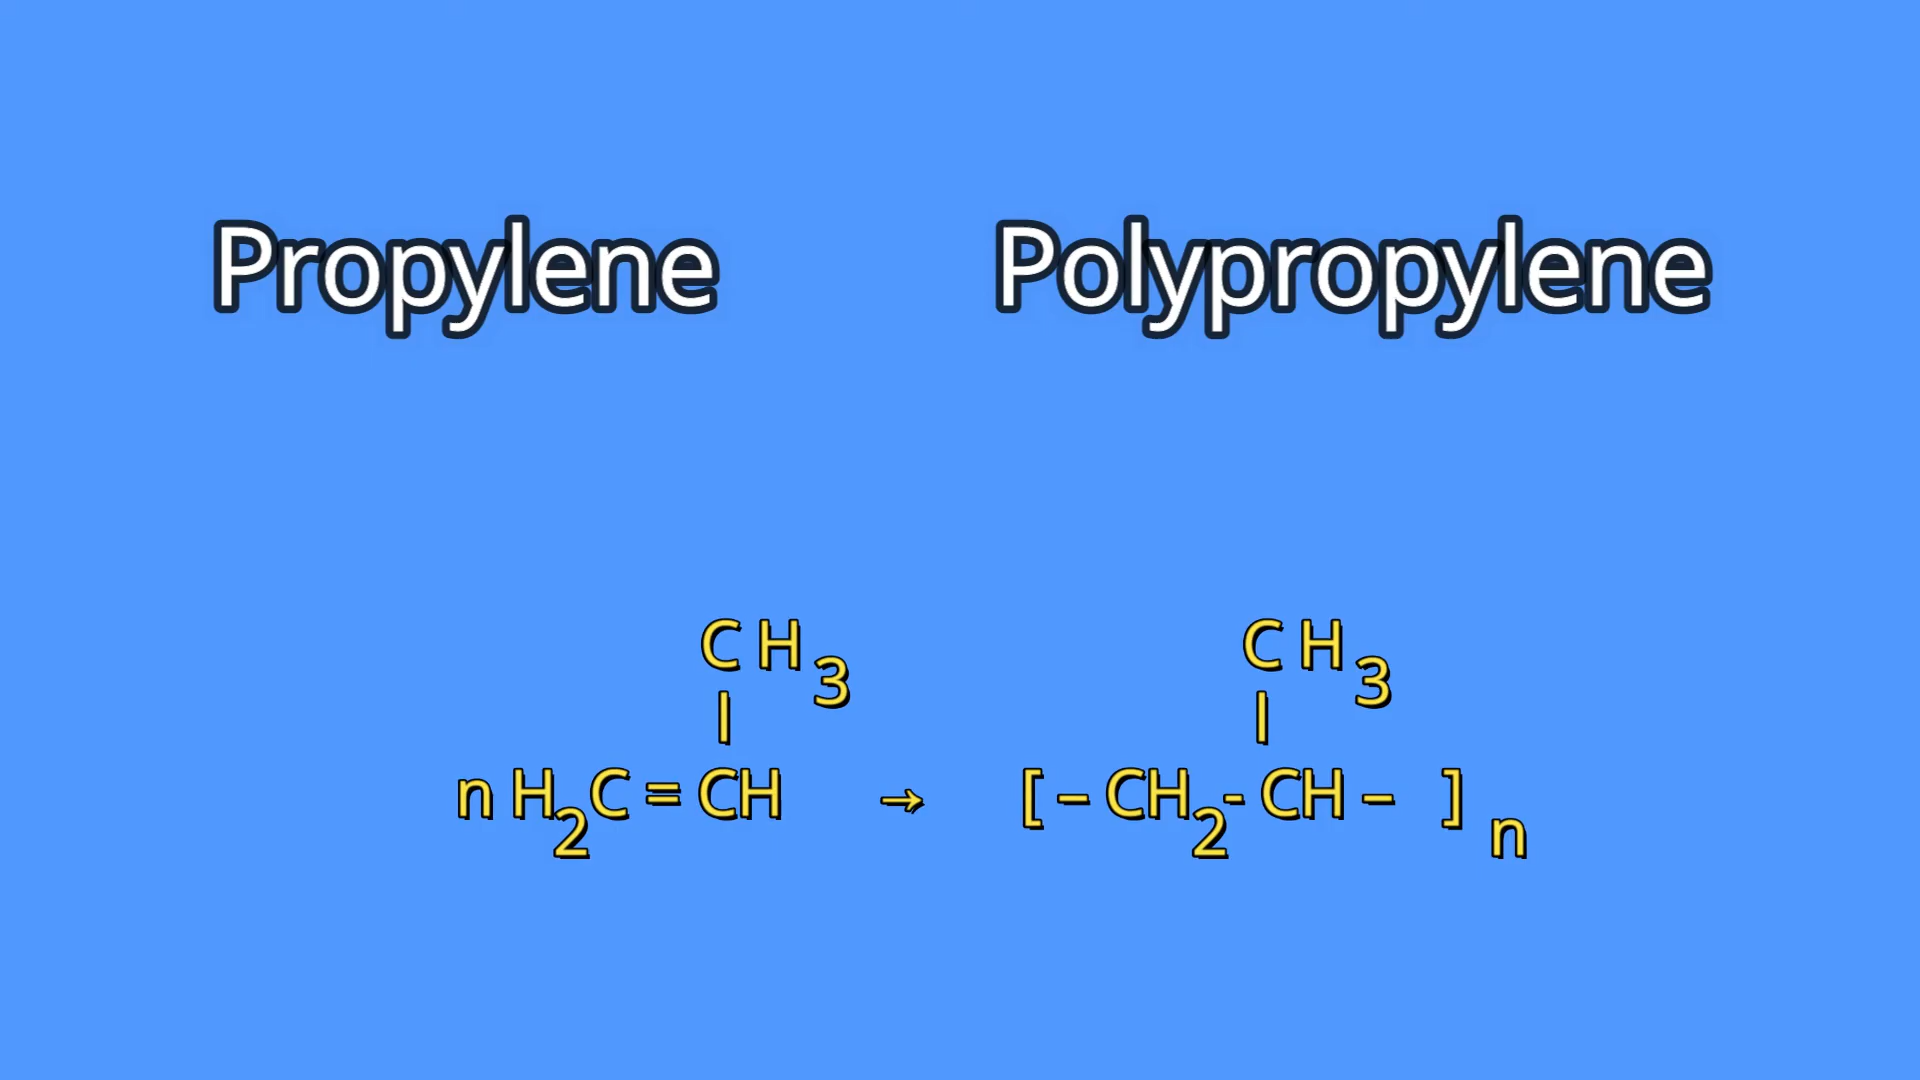 Propylene Polypropylene
CH3 CH3
| |
n H2C = CH → [ – CH2- CH – ]n